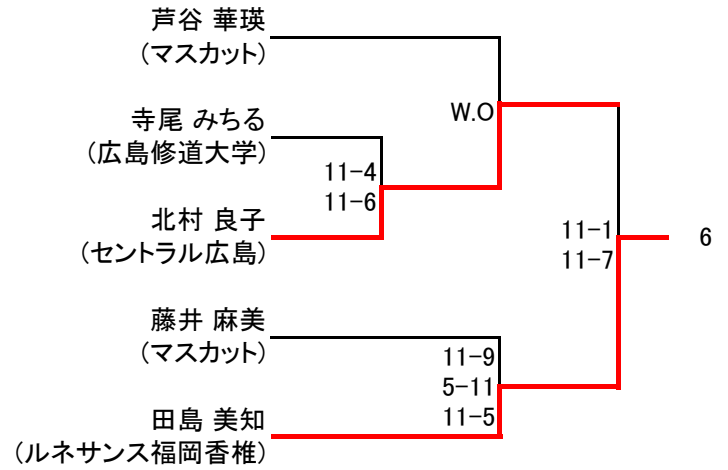 芦谷 華瑛
(マスカット)
W.O
寺尾 みちる
(広島修道大学)
11-4
11-6
北村 良子
(セントラル広島)
11-1
11-7
6
藤井 麻美
(マスカット)
11-9
5-11
11-5
田島 美知
(ルネサンス福岡香椎)